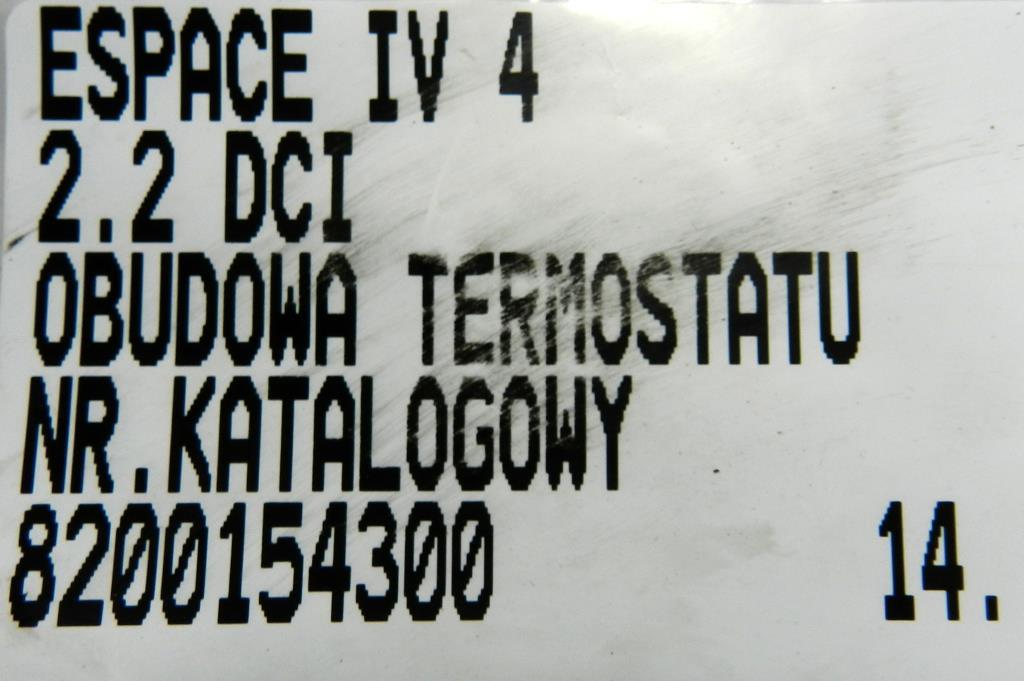 ESPACE IV 4
2.2 DCI
OBUDOWA TERMOSTATU
NR.KATALOGOWY
8200154300 14.